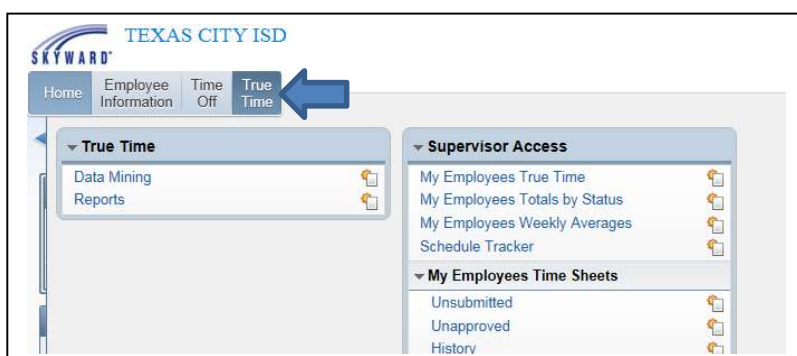 TEXAS CITY ISD
SKYWARD
Home
Employee Information
Time Off
True Time
True Time
Data Mining
Reports
Supervisor Access
My Employees True Time
My Employees Totals by Status
My Employees Weekly Averages
Schedule Tracker
My Employees Time Sheets
Unsubmitted
Unapproved
History